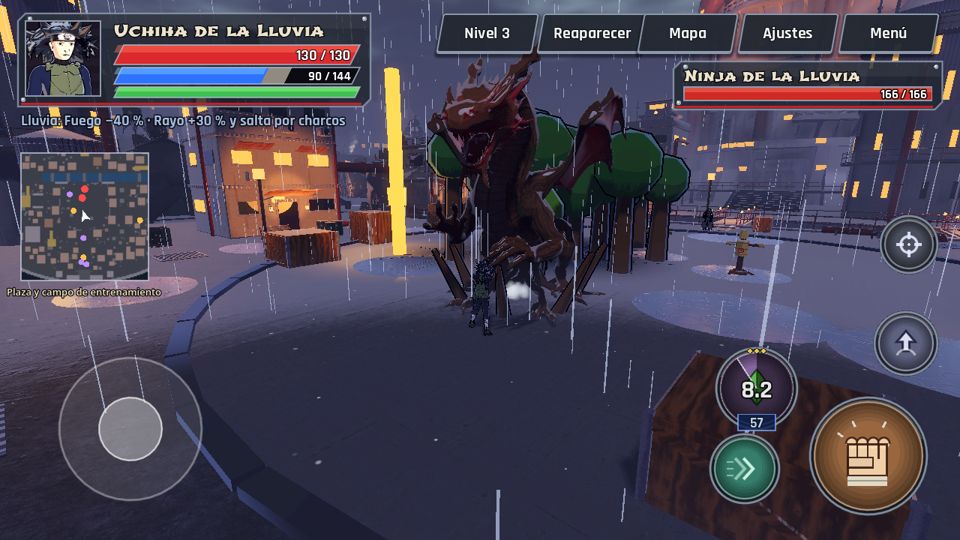 Uchiha de la Lluvia
130 / 130
90 / 144
Lluvia: Fuego −40 % · Rayo +30 % y salta por charcos
Nivel 3
Reaparecer
Mapa
Ajustes
Menú
Ninja de la Lluvia
166 / 166
Plaza y campo de entrenamiento
8.2
57